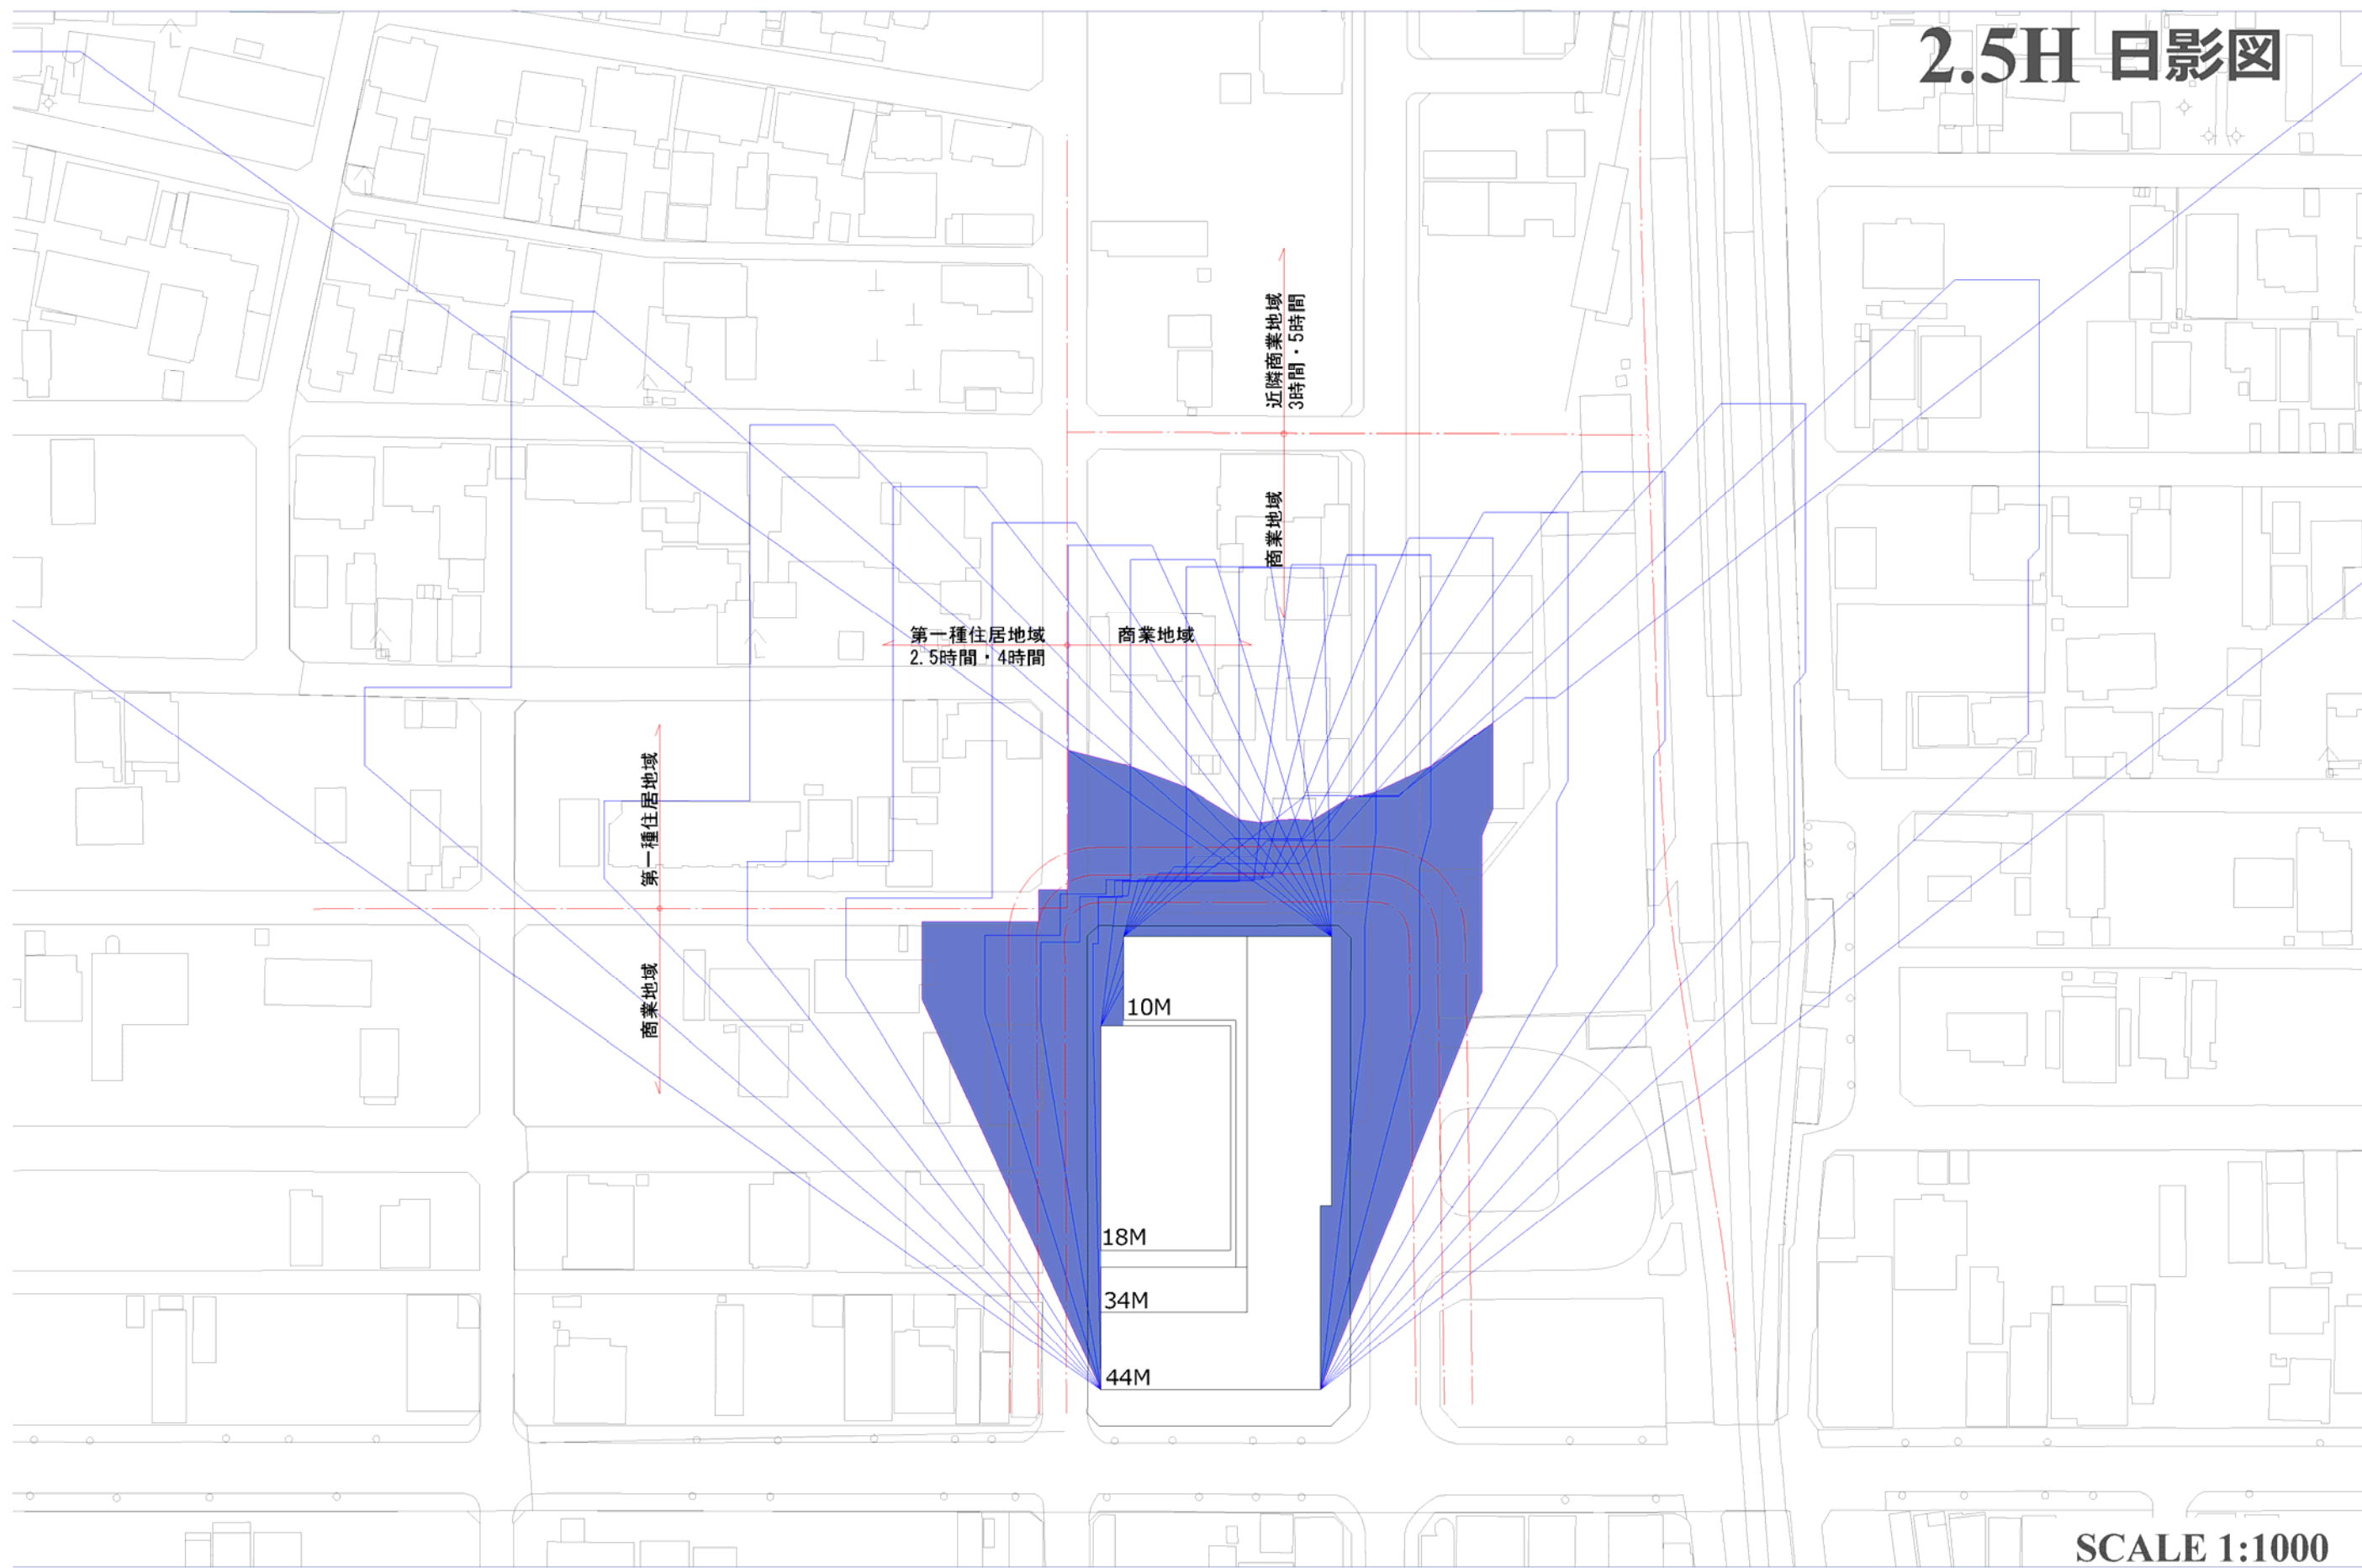 2.5H 日影図
近隣商業地域
3時間・5時間
商業地域
第一種住居地域
2.5時間・4時間
商業地域
第一種住居地域
商業地域
10M
18M
34M
44M
SCALE 1:1000